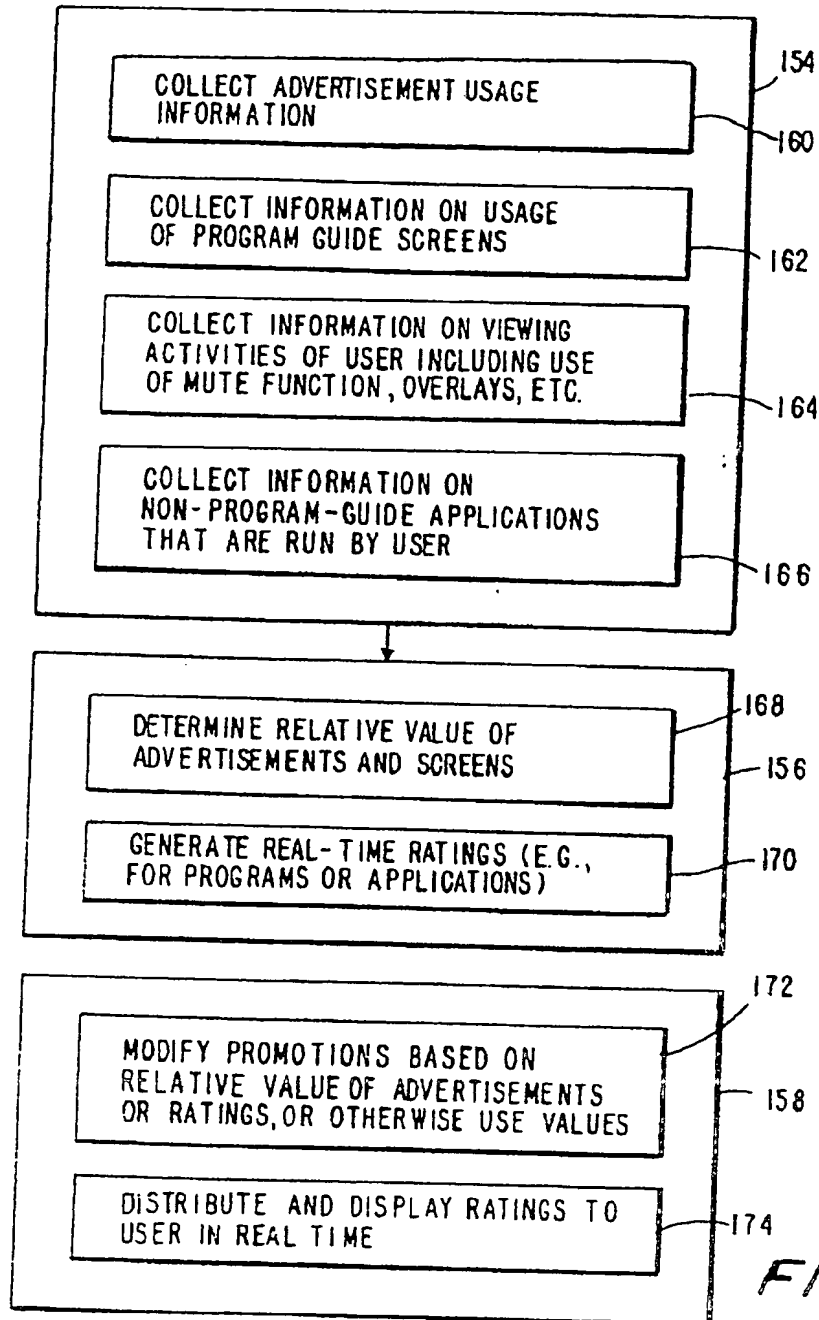 154
COLLECT ADVERTISEMENT USAGE
INFORMATION
160
COLLECT INFORMATION ON USAGE
OF PROGRAM GUIDE SCREENS
162
COLLECT INFORMATION ON VIEWING
ACTIVITIES OF USER INCLUDING USE
OF MUTE FUNCTION, OVERLAYS, ETC.
164
COLLECT INFORMATION ON
NON-PROGRAM-GUIDE APPLICATIONS
THAT ARE RUN BY USER
166
168
DETERMINE RELATIVE VALUE OF
ADVERTISEMENTS AND SCREENS
156
GENERATE REAL-TIME RATINGS (E.G.,
FOR PROGRAMS OR APPLICATIONS)
170
172
MODIFY PROMOTIONS BASED ON
RELATIVE VALUE OF ADVERTISEMENTS
OR RATINGS, OR OTHERWISE USE VALUES
158
DISTRIBUTE AND DISPLAY RATINGS TO
USER IN REAL TIME
174